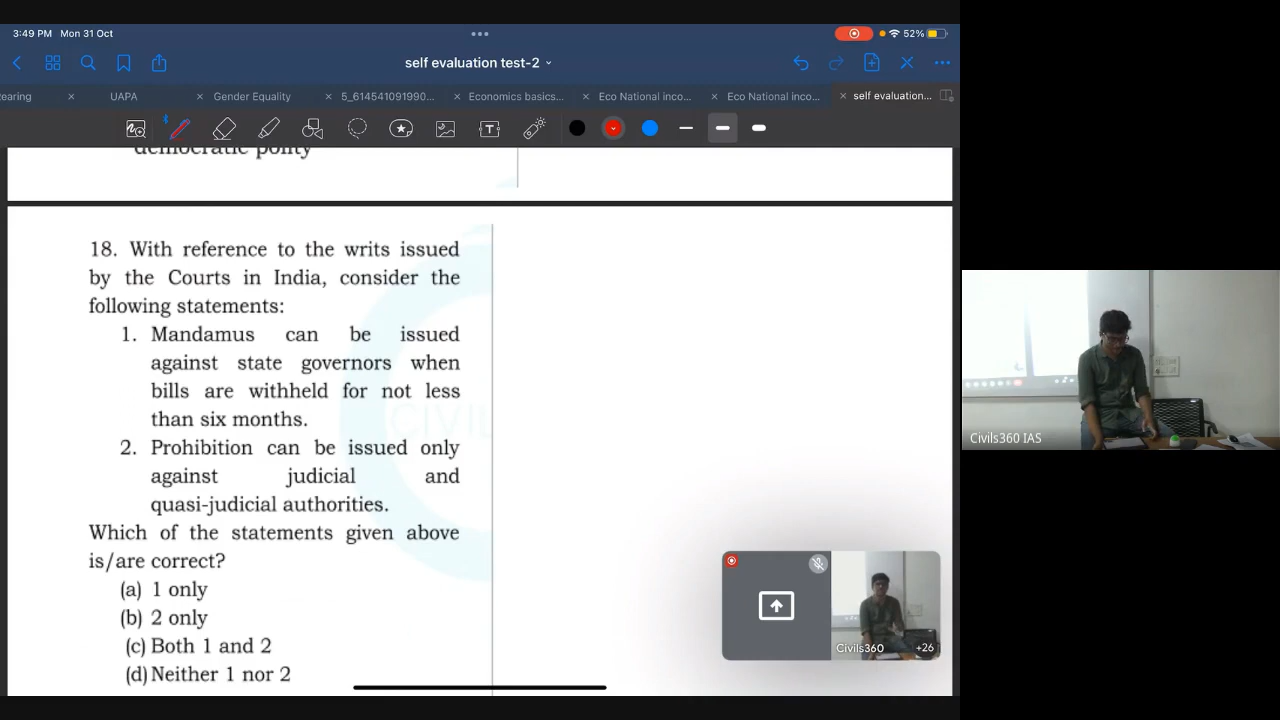 3:49 PM Mon 31 Oct
52%
self evaluation test-2
earing
UAPA
Gender Equality
5_614541091990...
Economics basics...
Eco National inco...
Eco National inco...
self evaluation...
democratic polity
18. With reference to the writs issued
by the Courts in India, consider the
following statements:
1. Mandamus can be issued
against state governors when
bills are withheld for not less
than six months.
2. Prohibition can be issued only
against judicial and
quasi-judicial authorities.
Which of the statements given above
is/are correct?
(a) 1 only
(b) 2 only
(c) Both 1 and 2
(d) Neither 1 nor 2
CIVIL
Civils360
+26
Civils360 IAS